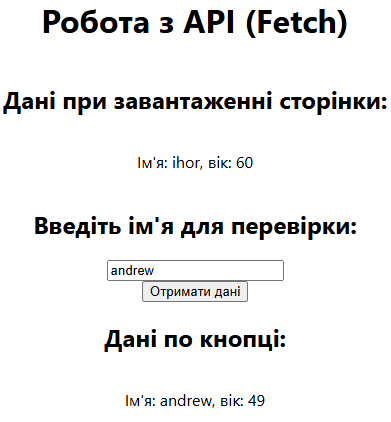 Робота з API (Fetch)
Дані при завантаженні сторінки:
Ім'я: ihor, вік: 60
Введіть ім'я для перевірки:
andrew
Отримати дані
Дані по кнопці:
Ім'я: andrew, вік: 49